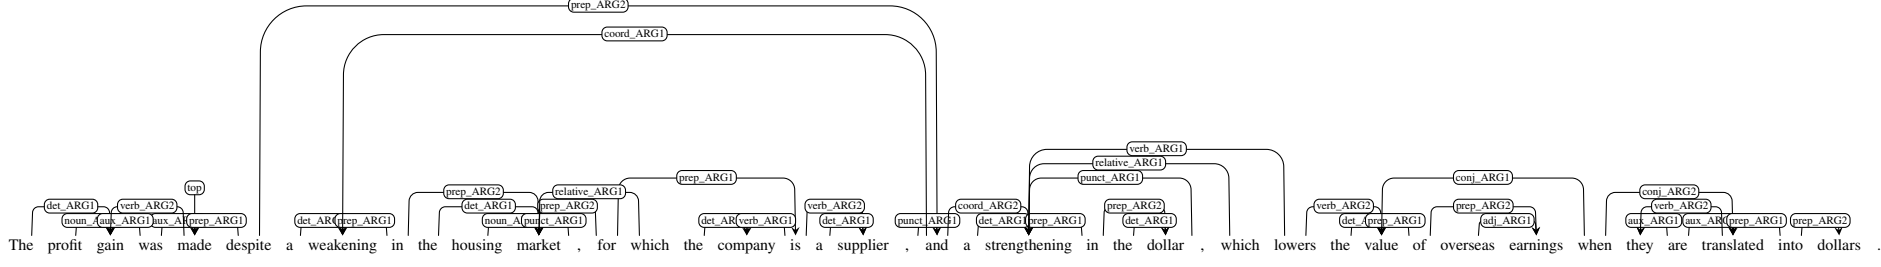 prep_ARG2
coord_ARG1
verb_ARG1
relative_ARG1
prep_ARG1 punct_ARG1 conj_ARG1
top prep_ARG2 relative_ARG1 conj_ARG2
det_ARG1 verb_ARG2 det_ARG1 prep_ARG2 verb_ARG2 coord_ARG2 prep_ARG2 verb_ARG2 prep_ARG2 verb_ARG2
aux_ARG1 prep_ARG1 prep_ARG1 punct_ARG1 verb_ARG1 det_ARG1 punct_ARG1 prep_ARG1 det_ARG1 prep_ARG1 adj_ARG1 aux_ARG1 prep_ARG1 prep_ARG2
The profit gain was made despite a weakening in the housing market , for which the company is a supplier , and a strengthening in the dollar , which lowers the value of overseas earnings when they are translated into dollars .